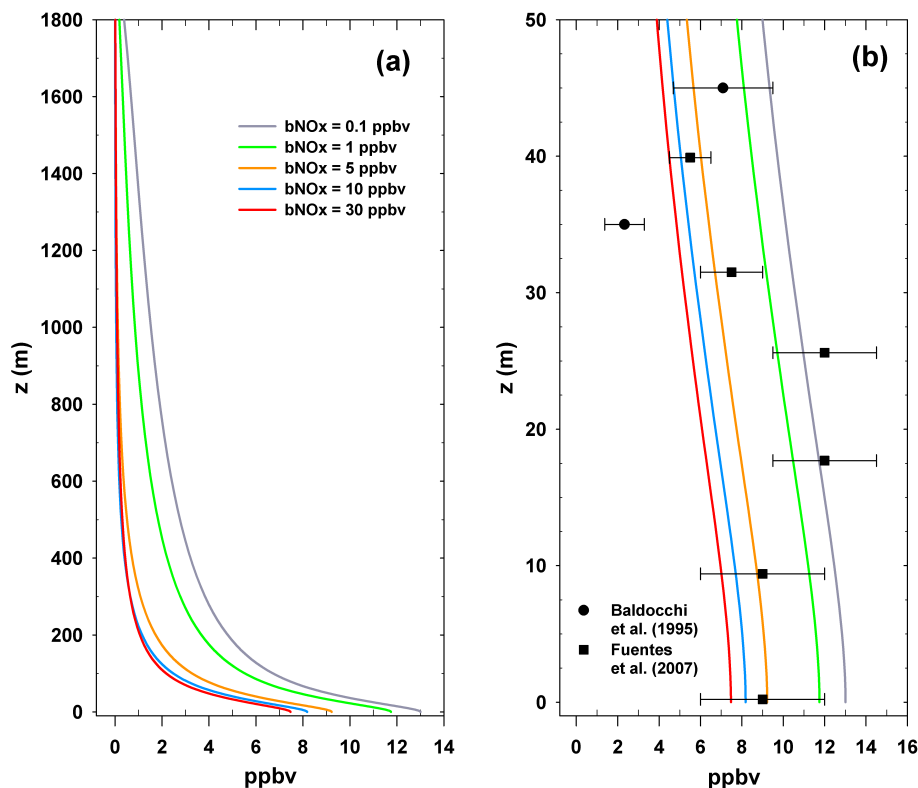 (a)
1800
1600
1400
1200
1000
800
600
400
200
0
z (m)
bNOx = 0.1 ppbv
bNOx = 1 ppbv
bNOx = 5 ppbv
bNOx = 10 ppbv
bNOx = 30 ppbv
0 2 4 6 8 10 12 14
ppbv
(b)
50
40
30
20
10
0
z (m)
Baldocchi
et al. (1995)
Fuentes
et al. (2007)
0 2 4 6 8 10 12 14 16
ppbv